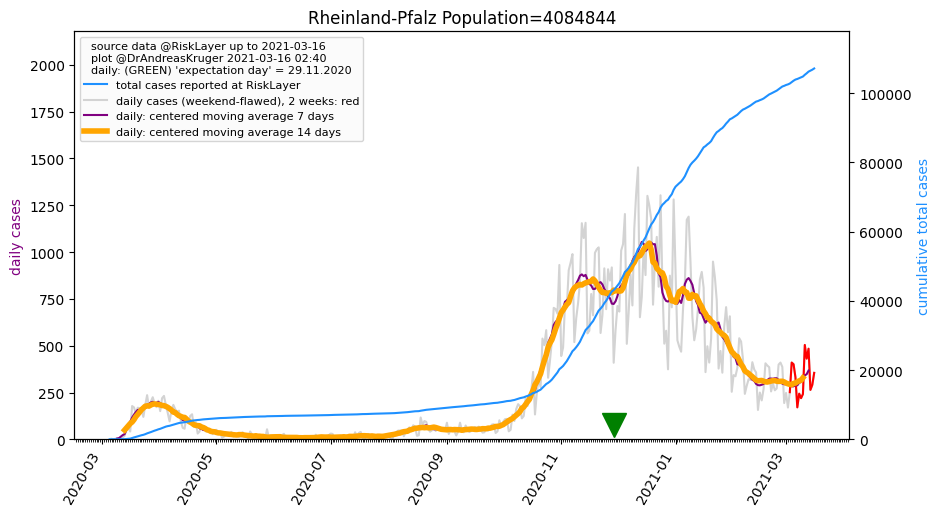 Rheinland-Pfalz Population=4084844
source data @RiskLayer up to 2021-03-16
plot @DrAndreasKruger 2021-03-16 02:40
daily: (GREEN) 'expectation day' = 29.11.2020
total cases reported at RiskLayer
daily cases (weekend-flawed), 2 weeks: red
daily: centered moving average 7 days
daily: centered moving average 14 days
daily cases
2000
1750
1500
1250
1000
750
500
250
0
cumulative total cases
100000
80000
60000
40000
20000
0
2020-03
2020-05
2020-07
2020-09
2020-11
2021-01
2021-03